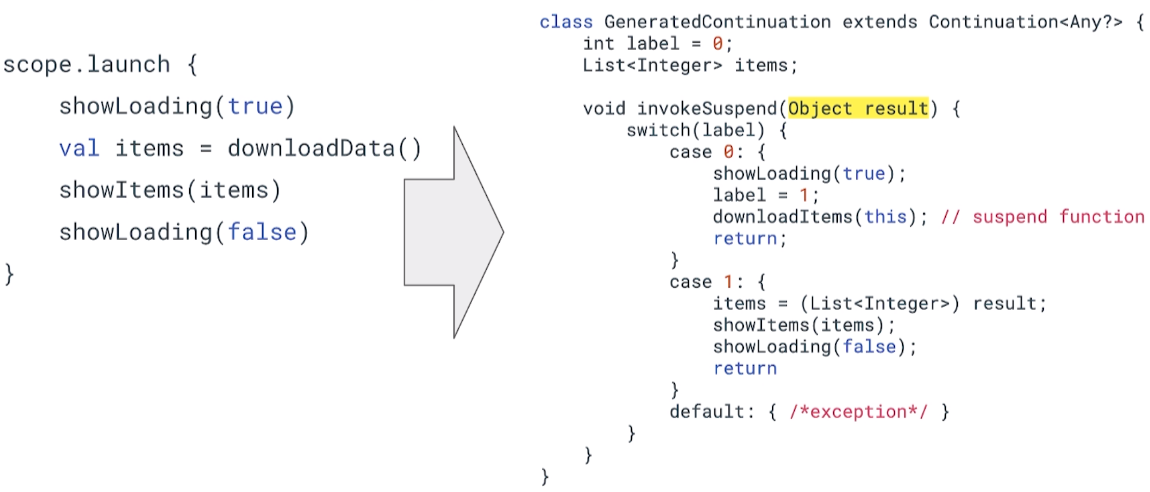 scope.launch {
    showLoading(true)
    val items = downloadData()
    showItems(items)
    showLoading(false)
}
class GeneratedContinuation extends Continuation<Any?> {
    int label = 0;
    List<Integer> items;

    void invokeSuspend(Object result) {
        switch(label) {
            case 0: {
                showLoading(true);
                label = 1;
                downloadItems(this); // suspend function
                return;
            }
            case 1: {
                items = (List<Integer>) result;
                showItems(items);
                showLoading(false);
                return
            }
            default: { /*exception*/ }
        }
    }
}